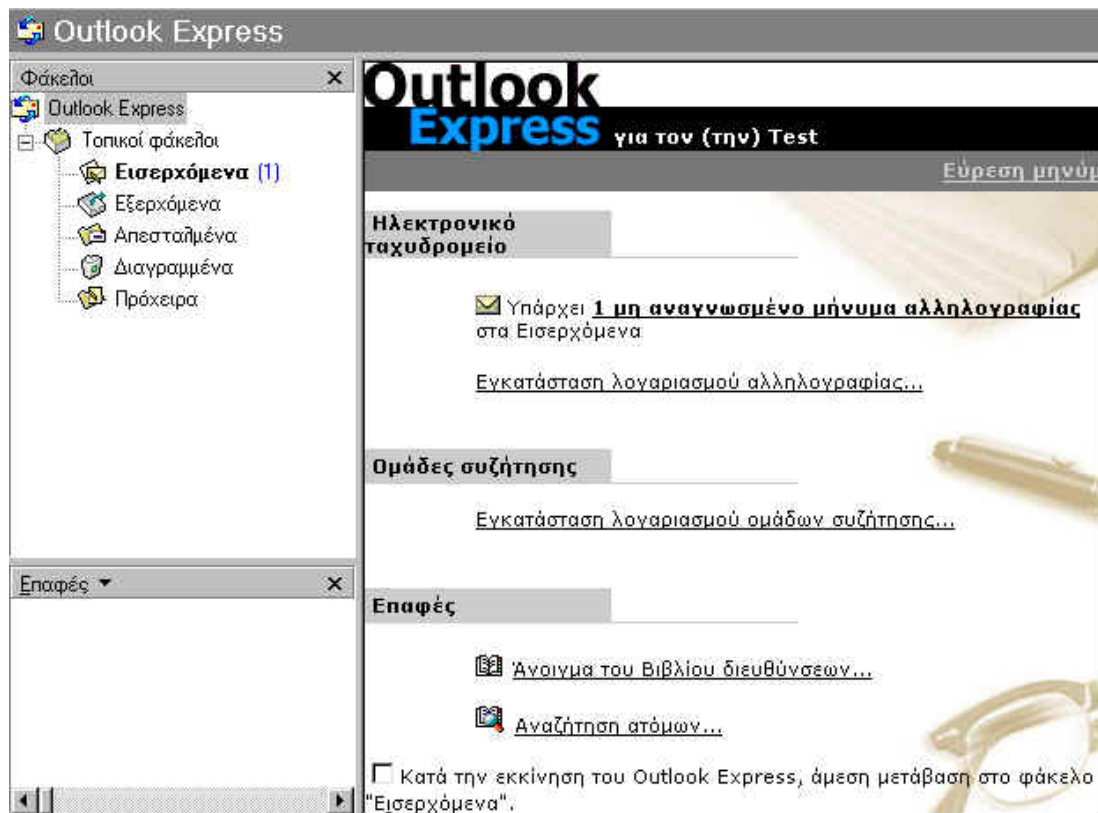 Outlook Express
Φάκελοι
Outlook Express
Τοπικοί φάκελοι
Εισερχόμενα (1)
Εξερχόμενα
Απεσταλμένα
Διαγραμμένα
Πρόχειρα
Επαφές
Outlook
Express για τον (την) Test
Εύρεση μηνύμ
Ηλεκτρονικό
ταχυδρομείο
Υπάρχει 1 μη αναγνωσμένο μήνυμα αλληλογραφίας
στα Εισερχόμενα
Εγκατάσταση λογαριασμού αλληλογραφίας...
Ομάδες συζήτησης
Εγκατάσταση λογαριασμού ομάδων συζήτησης...
Επαφές
Άνοιγμα του Βιβλίου διευθύνσεων...
Αναζήτηση ατόμων...
Κατά την εκκίνηση του Outlook Express, άμεση μετάβαση στο φάκελο
"Εισερχόμενα".